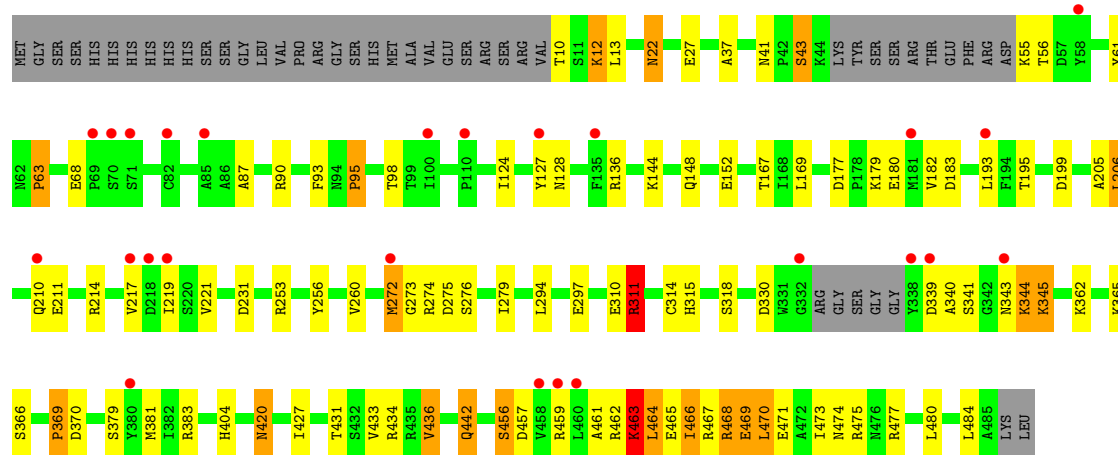 MET GLY SER SER HIS HIS HIS HIS HIS HIS SER SER GLY LEU VAL PRO ARG GLY SER HIS MET ALA VAL GLU SER ARG SER ARG VAL T10 S11 K12 L13 N22 E27 A37 N41 P42 S43 K44 LYS TYR SER SER ARG THR GLU PHE ARG ASP K55 T56 D57 Y58 Y61
N62 P63 E68 P69 S70 S71 C82 A85 A86 A87 R90 F93 N94 P95 T98 T99 I100 P110 I124 Y127 N128 F135 R136 K144 Q148 E152 T167 I168 L169 D177 P178 K179 E180 M181 V182 D183 L193 F194 T195 D199 A205
Q210 E211 R214 V217 D218 I219 S220 V221 D231 R253 Y256 V260 M272 G273 R274 D275 S276 I279 L294 E297 E310 R311 C314 H315 S318 D330 W331 G332 ARG GLY SER GLY GLY Y338 D339 A340 S341 G342 N343 K344 K345 K362 K365
S366 P369 D370 S379 Y380 M381 I382 R383 H404 N420 I427 T431 S432 V433 R434 R435 V436 Q442 S456 D457 V458 R459 L460 A461 R462 K463 L464 E465 I466 R467 R468 E469 L470 E471 A472 I473 N474 R475 N476 R477 L480 L484 A485 LYS LEU